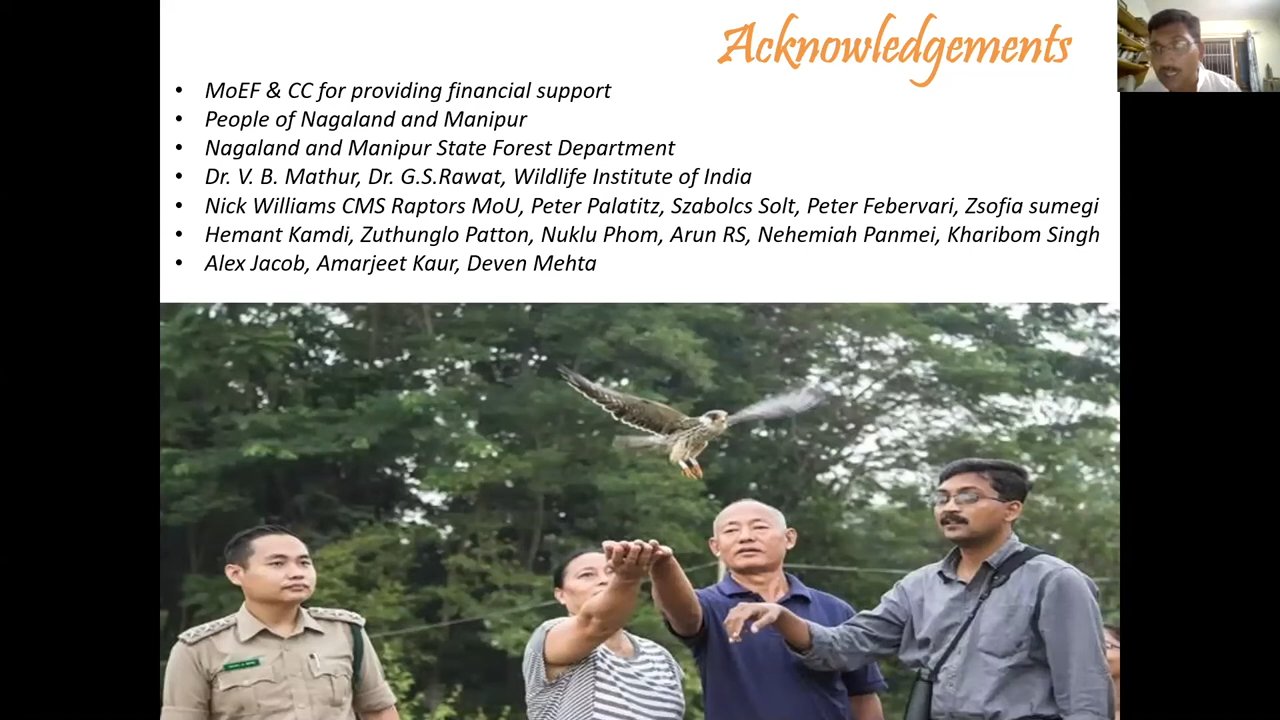 Acknowledgements
• MoEF & CC for providing financial support
• People of Nagaland and Manipur
• Nagaland and Manipur State Forest Department
• Dr. V. B. Mathur, Dr. G.S.Rawat, Wildlife Institute of India
• Nick Williams CMS Raptors MoU, Peter Palatitz, Szabolcs Solt, Peter Febervari, Zsofia sumegi
• Hemant Kamdi, Zuthunglo Patton, Nuklu Phom, Arun RS, Nehemiah Panmei, Kharibom Singh
• Alex Jacob, Amarjeet Kaur, Deven Mehta